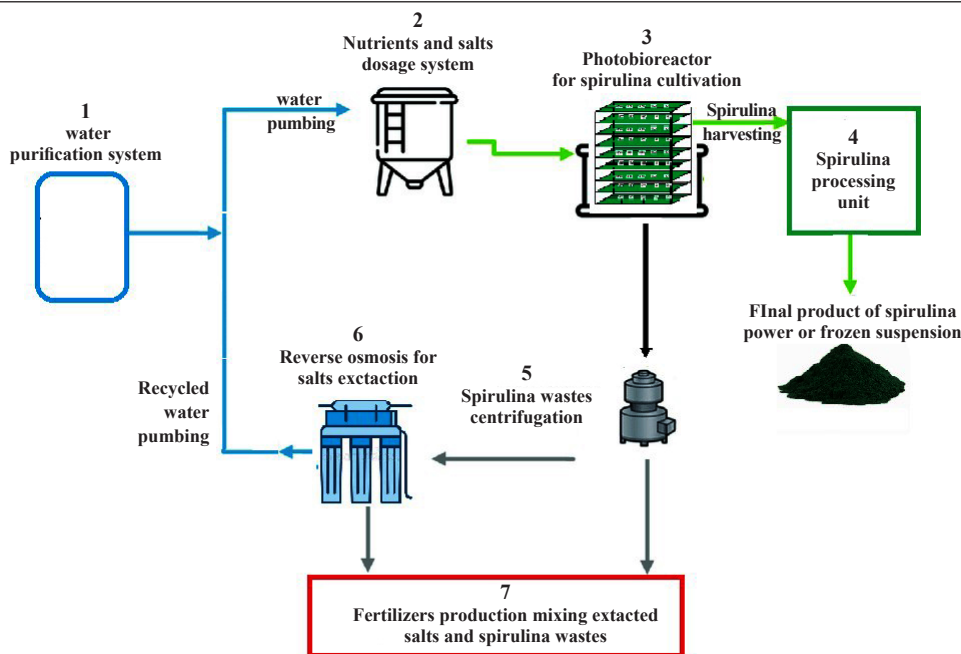 1
water
purification system
water
pumbing
2
Nutrients and salts
dosage system
3
Photobioreactor
for spirulina cultivation
Spirulina
harvesting
4
Spirulina
processing
unit
FInal product of spirulina
power or frozen suspension
5
Spirulina wastes
centrifugation
6
Reverse osmosis for
salts exctaction
Recycled
water
pumbing
7
Fertilizers production mixing extacted
salts and spirulina wastes